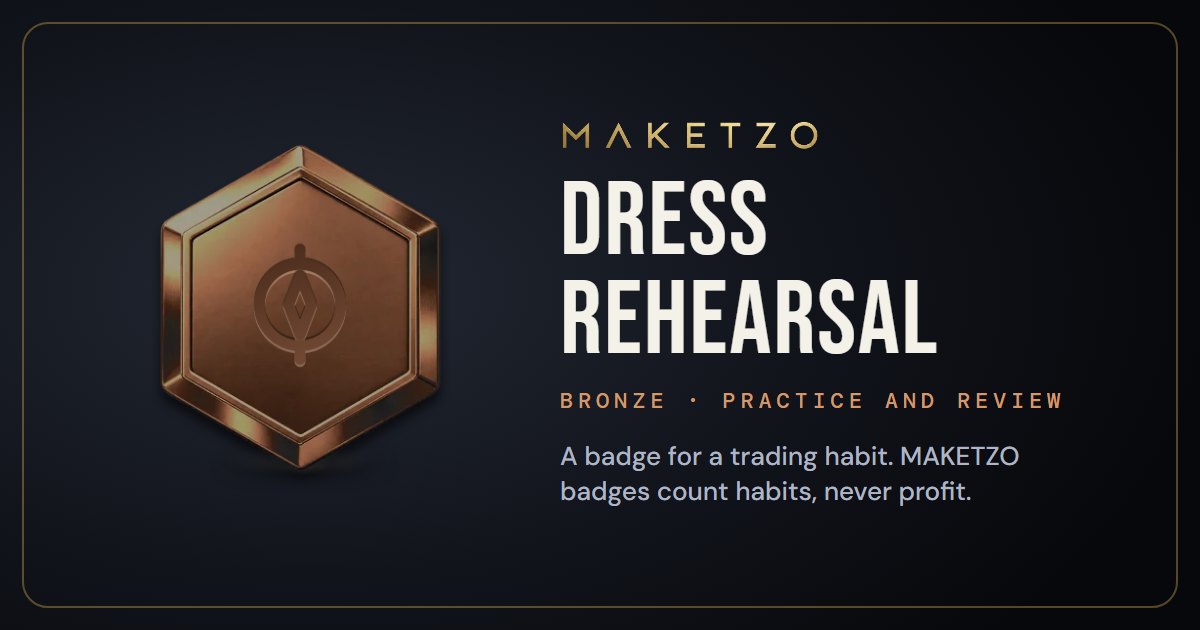 MAKETZO
DRESS
REHEARSAL
BRONZE · PRACTICE AND REVIEW
A badge for a trading habit. MAKETZO
badges count habits, never profit.